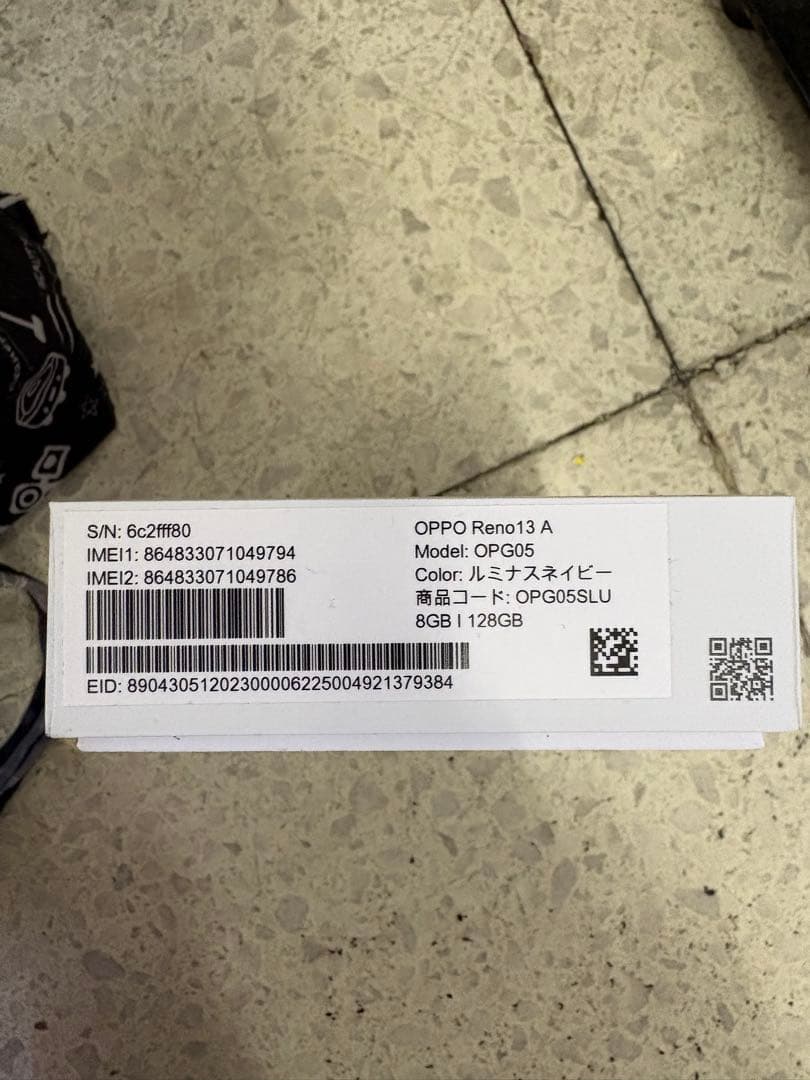 S/N: 6c2fff80
IMEI1: 864833071049794
IMEI2: 864833071049786
EID: 89043051202300006225004921379384
OPPO Reno13 A
Model: OPG05
Color: ルミナスネイビー
商品コード: OPG05SLU
8GB | 128GB